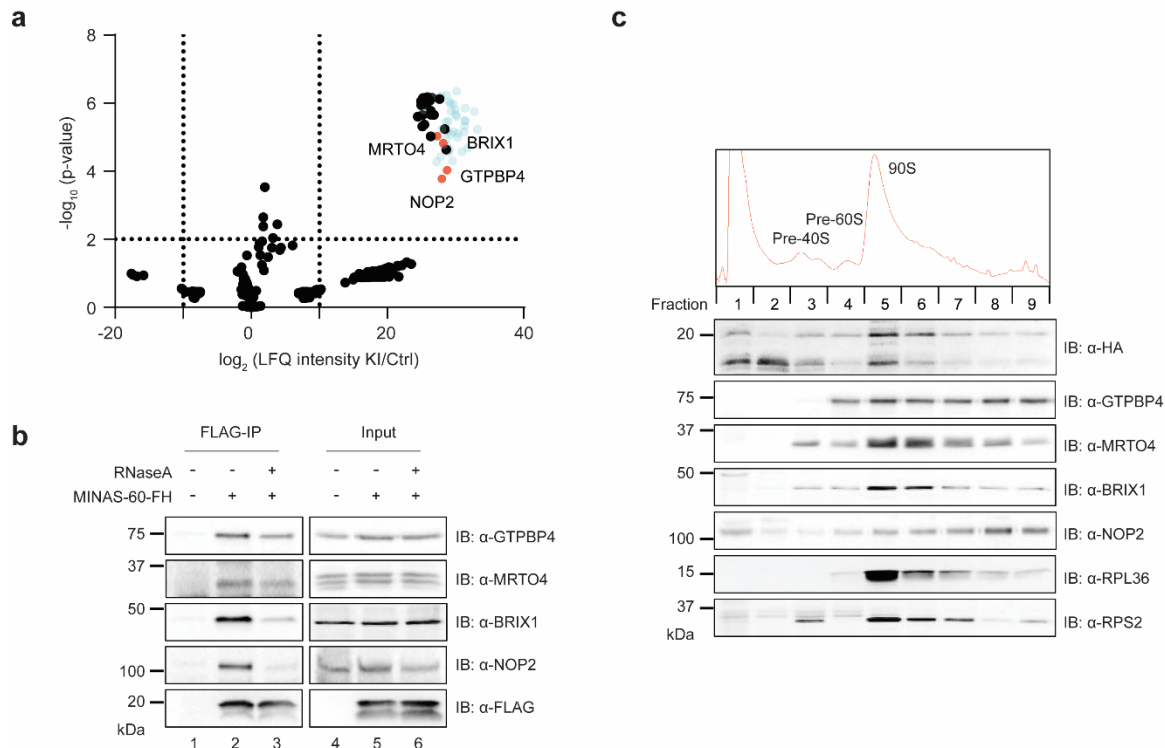 a
8
6
4
2
0
-log10 (p-value)
MRTO4
BRIX1
GTPBP4
NOP2
-20
0
20
40
log2 (LFQ intensity KI/Ctrl)
b
FLAG-IP
Input
RNaseA - - + - - +
MINAS-60-FH - + + - + +
75
IB: α-GTPBP4
37
IB: α-MRTO4
50
IB: α-BRIX1
100
IB: α-NOP2
20
IB: α-FLAG
kDa
1 2 3 4 5 6
c
90S
Pre-60S
Pre-40S
Fraction 1 2 3 4 5 6 7 8 9
20
IB: α-HA
75
IB: α-GTPBP4
37
IB: α-MRTO4
50
IB: α-BRIX1
100
IB: α-NOP2
15
IB: α-RPL36
37
IB: α-RPS2
kDa